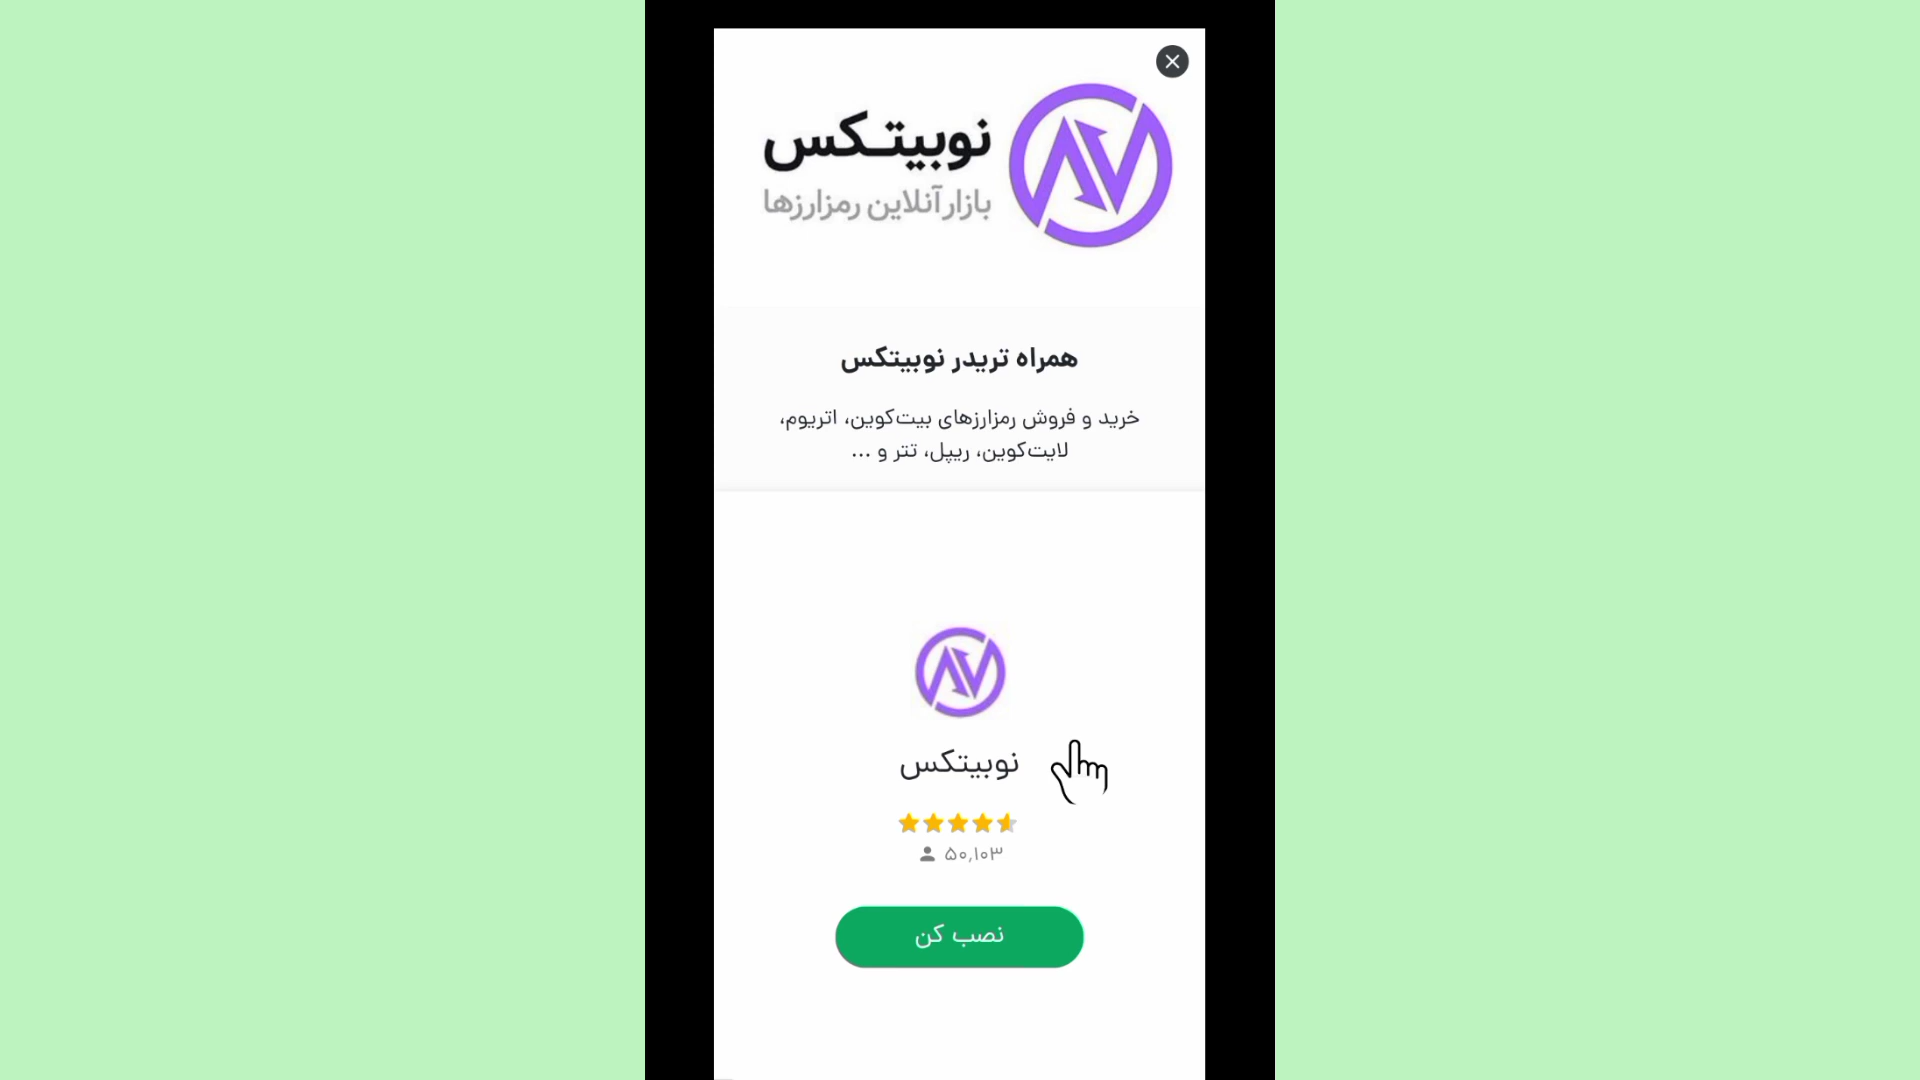 نوبیتـکس
بازار آنلاین رمزارزها
همراه تریدر نوبیتکس
خرید و فروش رمزارزهای بیت‌کوین، اتریوم،
لایت‌کوین، ریپل، تتر و ...
نوبیتکس
۵۰,۱۰۳
نصب کن